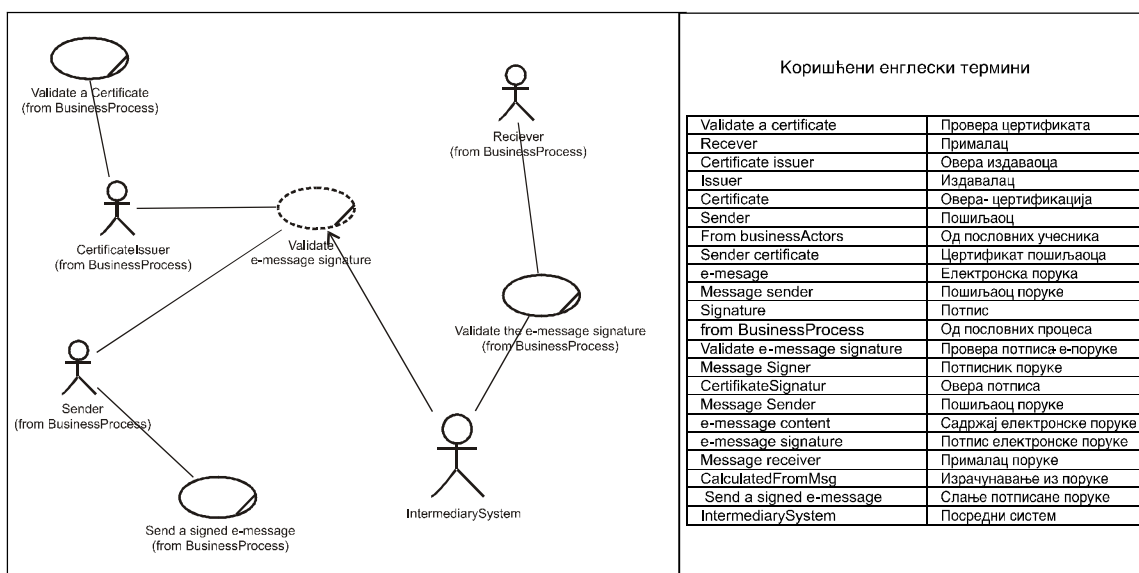 Validate a Certificate
(from BusinessProcess)
Reciever
(from BusinessProcess)
CertificateIssuer
(from BusinessProcess)
Validate
e-message signature
Validate the e-message signature
(from BusinessProcess)
Sender
(from BusinessProcess)
IntermediarySystem
Send a signed e-message
(from BusinessProcess)
Коришћени енглески термини
Validate a certificate Провера цертификата
Recever Прималац
Certificate issuer Овера издаваоца
Issuer Издавалац
Certificate Овера- цертификација
Sender Пошиљаоц
From businessActors Од пословних учесника
Sender certificate Цертификат пошиљаоца
e-mesage Електронска порука
Message sender Пошиљаоц поруке
Signature Потпис
from BusinessProcess Од пословних процеса
Validate e-message signature Провера потписа е-поруке
Message Signer Потписник поруке
CertifikateSignatur Овера потписа
Message Sender Пошиљаоц поруке
e-message content Садржај електронске поруке
e-message signature Потпис електронске поруке
Message receiver Прималац поруке
CalculatedFromMsg Израчунавање из поруке
Send a signed e-message Слање потписане поруке
IntermediarySystem Посредни систем